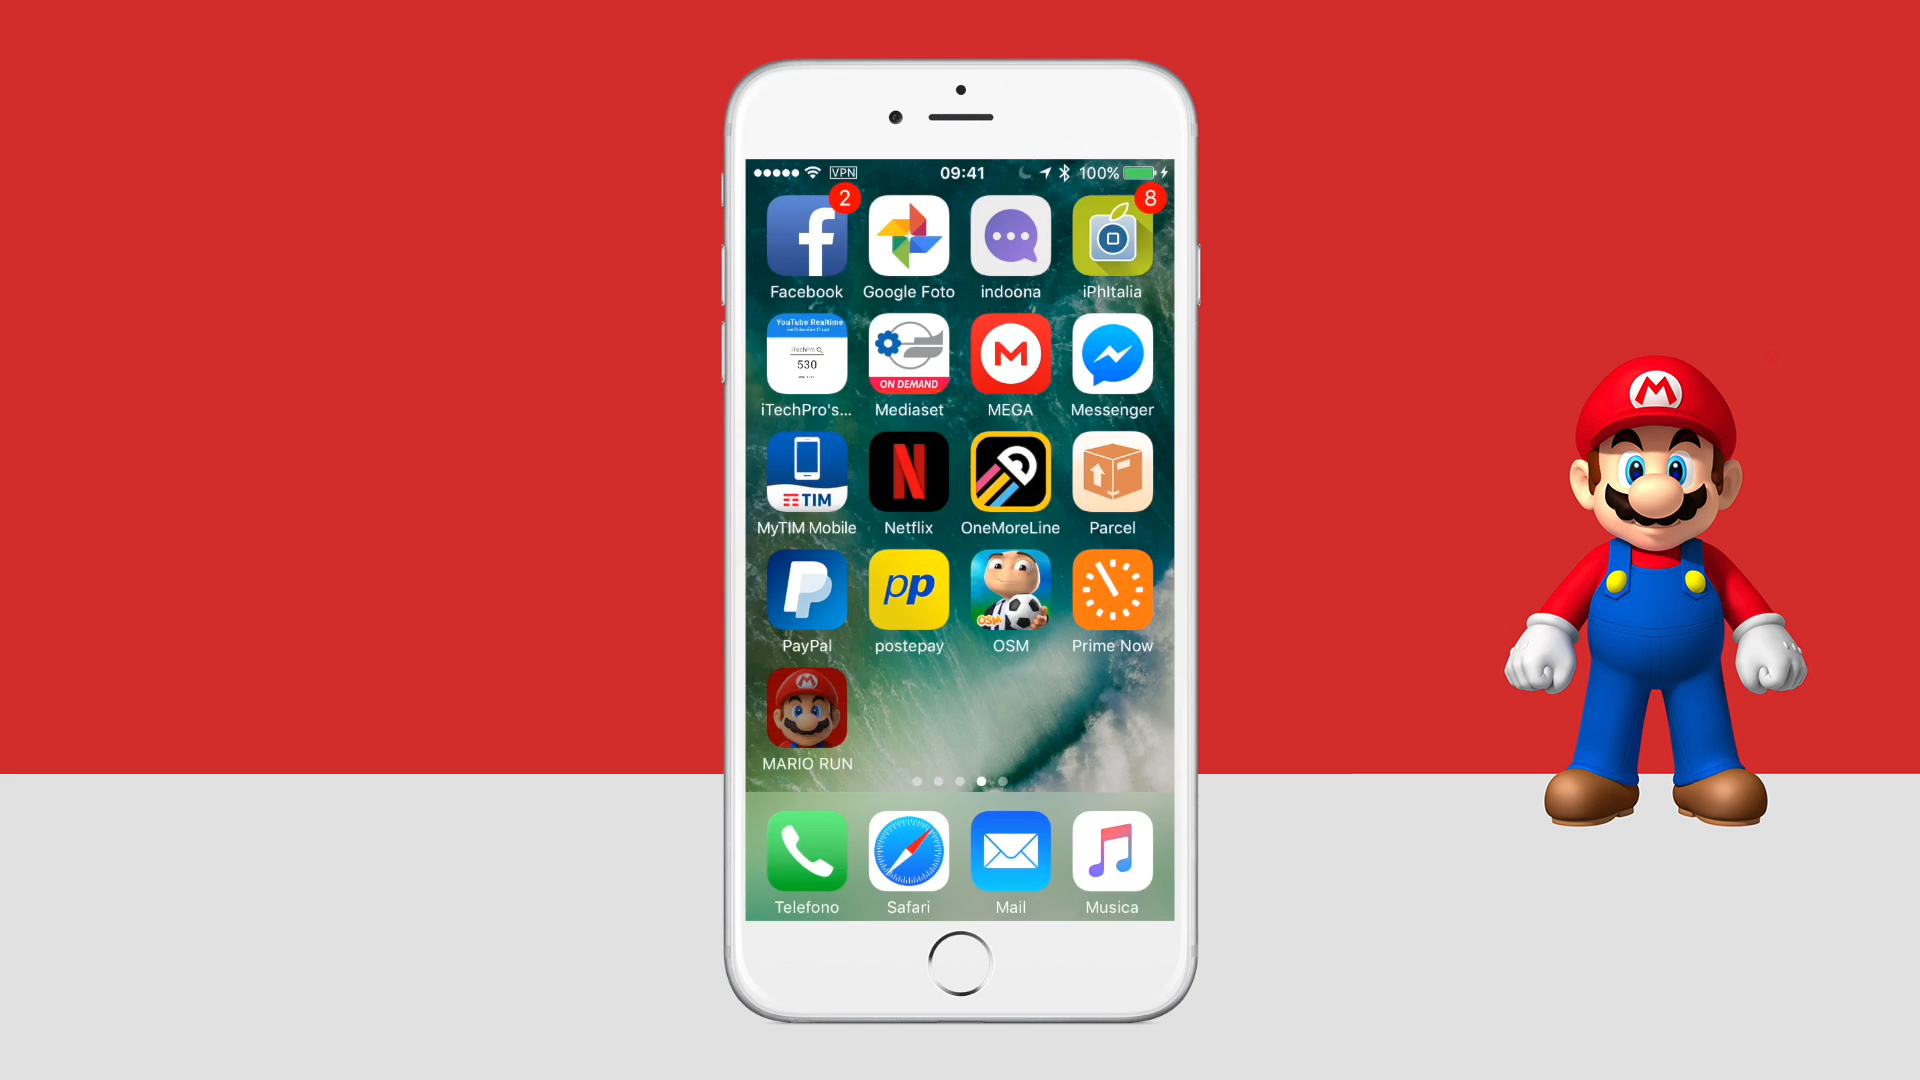 VPN 09:41 100%
2 8
Facebook Google Foto indoona iPhItalia
YouTube Realtime
iTechPro
530
ON DEMAND
M
iTechPro's... Mediaset MEGA Messenger
TIM
N
MyTIM Mobile Netflix OneMoreLine Parcel
P
pp
OSM
PayPal postepay OSM Prime Now
M
MARIO RUN
Telefono Safari Mail Musica
M